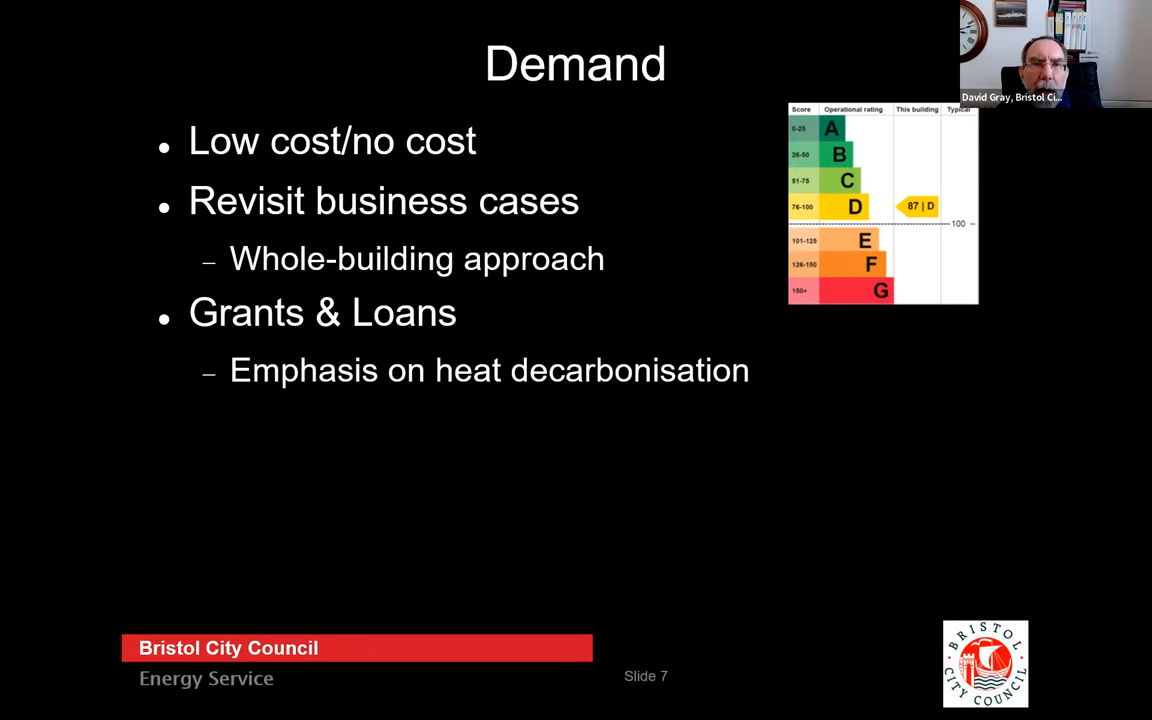 Demand
David Gray, Bristol Ci...
• Low cost/no cost
• Revisit business cases
– Whole-building approach
• Grants & Loans
– Emphasis on heat decarbonisation
Score Operational rating This building Typical
0-25 A
26-50 B
51-75 C
76-100 D 87 | D
100
101-125 E
126-150 F
150+ G
Bristol City Council
Energy Service
Slide 7
BRISTOL
CITY COUNCIL